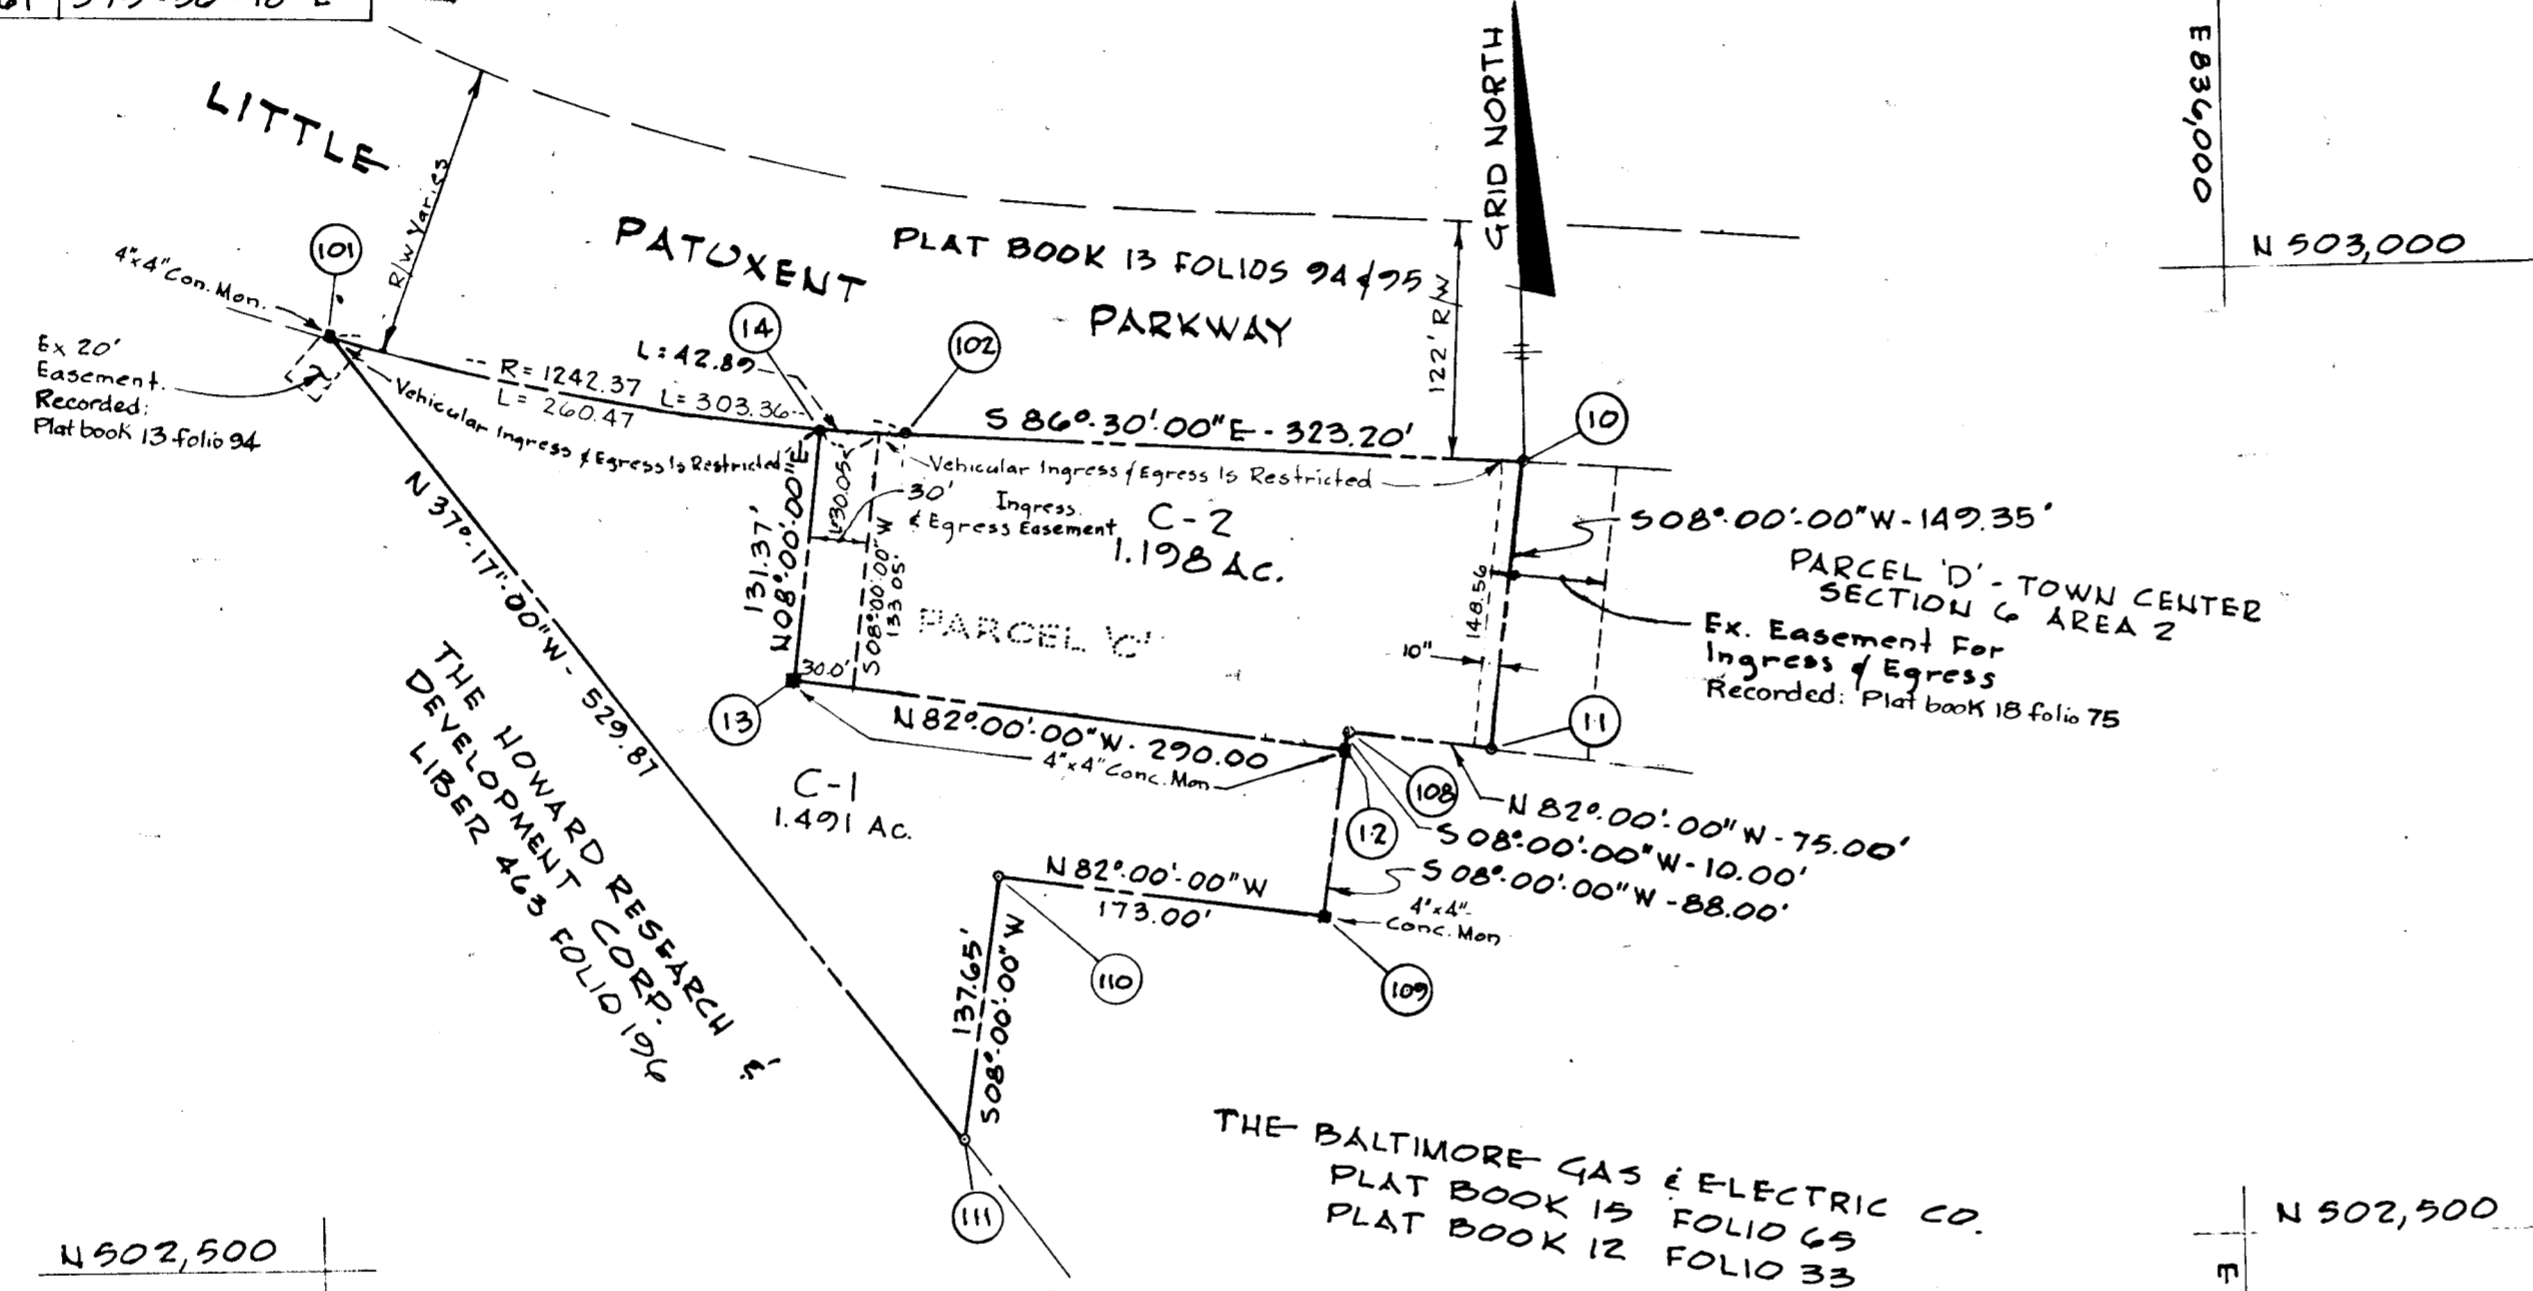 LITTLE
PATUXENT
PARKWAY
PLAT BOOK 13 FOLIOS 94 & 95
GRID NORTH
E 836,000
N 503,000
R/W Varies
122' R/W
101
4"x4" Con. Mon.
Ex 20'
Easement.
Recorded:
Plat book 13 folio 94
14
L=42.89
102
R= 1242.37 L= 303.36
L= 260.47
Vehicular Ingress & Egress Is Restricted
S 86°-30'-00" E - 323.20'
10
Vehicular Ingress & Egress Is Restricted
L=30.05
30'
Ingress
& Egress Easement
C-2
1.198 AC.
S08°-00'-00"W-149.35'
PARCEL 'D' - TOWN CENTER
SECTION 6 AREA 2
Ex. Easement For
Ingress & Egress
Recorded: Plat book 18 folio 75
131.37'
N08°-00'-00"E
S08°-00'-00"W
133.05'
PARCEL 'C'
148.56
10"
30.0'
13
N 37°-17"-00"W - 529.87
N 82°-00'-00"W - 290.00
4"x4" Conc. Mon
11
108
12
N 82°-00'-00"W - 75.00'
S 08°-00'-00"W - 10.00'
S 08°-00'-00"W - 88.00'
C-1
1.491 AC.
THE HOWARD RESEARCH &
DEVELOPMENT CORP.
LIBER 463 FOLIO 196
N 82°-00'-00"W
173.00'
4"x4"
Conc. Mon
137.65'
S08°-00'-00"W
110
109
111
THE BALTIMORE GAS & ELECTRIC CO.
PLAT BOOK 15 FOLIO 65
PLAT BOOK 12 FOLIO 33
N 502,500
N 502,500
E